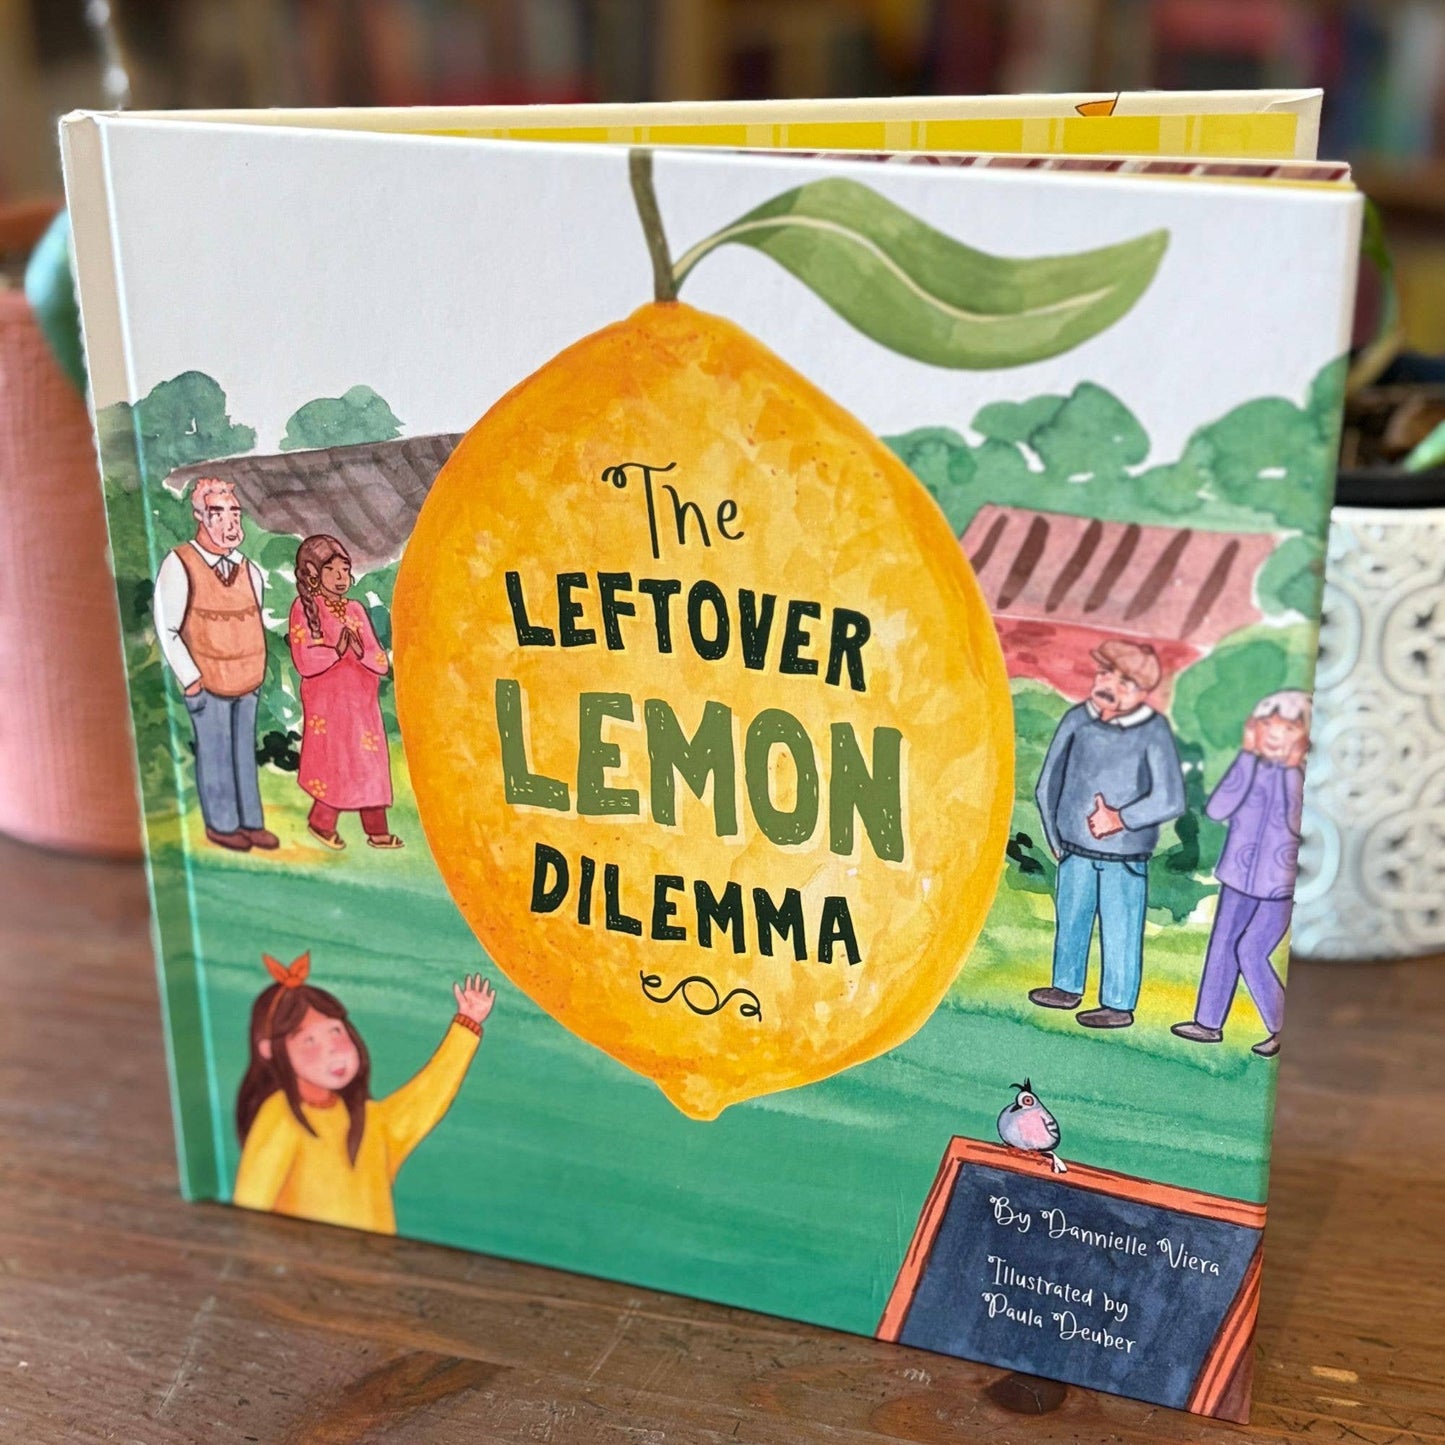 The
LEFTOVER
LEMON
DILEMMA
By Dannielle Viera
Illustrated by
Paula Deuber